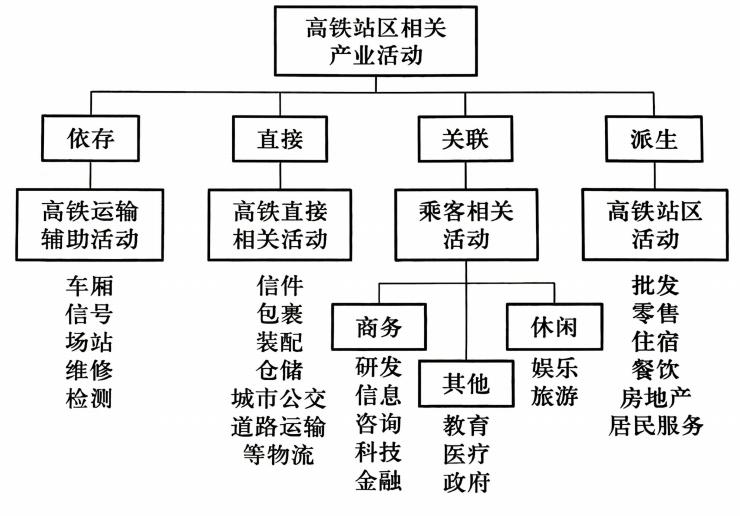 高铁站区相关
产业活动
依存
直接
关联
派生
高铁运输
辅助活动
高铁直接
相关活动
乘客相关
活动
高铁站区
活动
车厢
信号
场站
维修
检测
信件
包裹
装配
仓储
城市公交
道路运输
等物流
商务
研发
信息
咨询
科技
金融
其他
教育
医疗
政府
休闲
娱乐
旅游
批发
零售
住宿
餐饮
房地产
居民服务